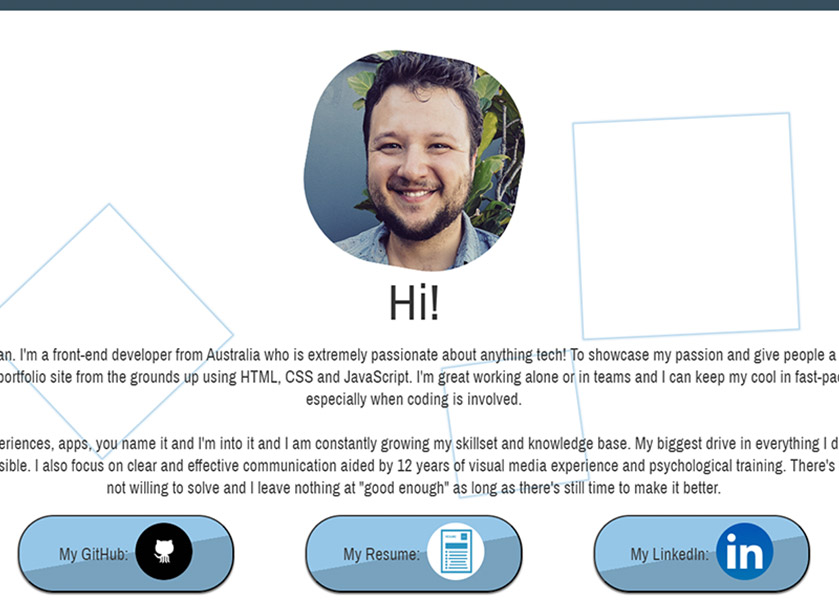 Hi!
an. I'm a front-end developer from Australia who is extremely passionate about anything tech! To showcase my passion and give people a
portfolio site from the grounds up using HTML, CSS and JavaScript. I'm great working alone or in teams and I can keep my cool in fast-pac
especially when coding is involved.
eriences, apps, you name it and I'm into it and I am constantly growing my skillset and knowledge base. My biggest drive in everything I d
sible. I also focus on clear and effective communication aided by 12 years of visual media experience and psychological training. There's
not willing to solve and I leave nothing at "good enough" as long as there's still time to make it better.
My GitHub:
My Resume:
My LinkedIn:
in